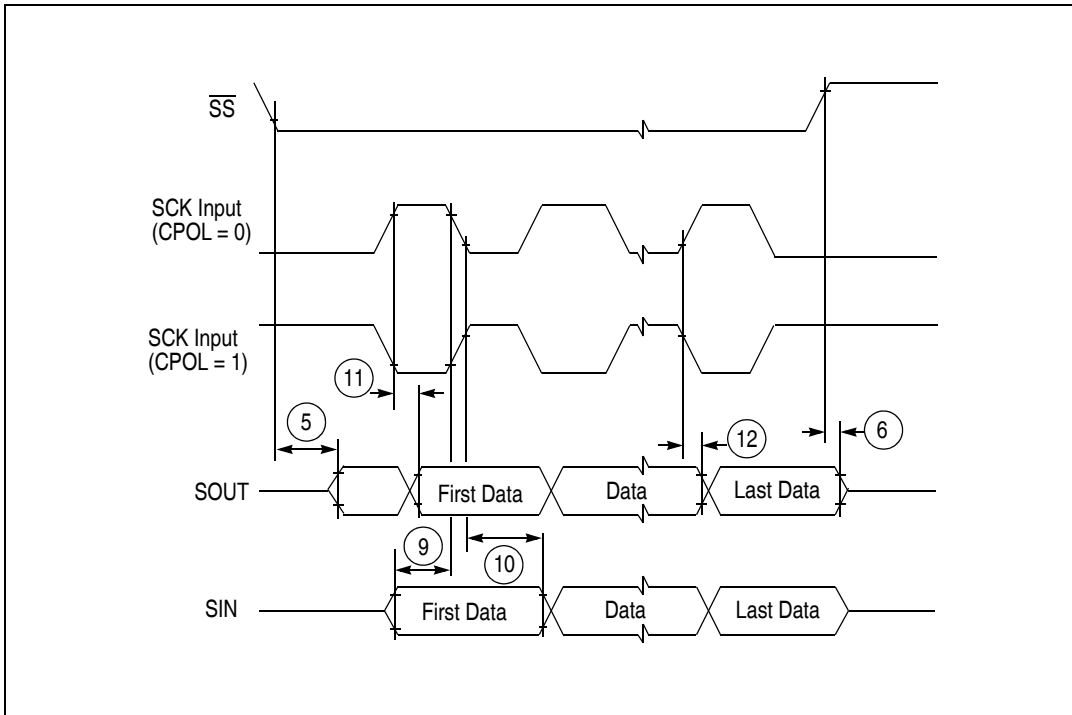 SS
SCK Input
(CPOL = 0)
SCK Input
(CPOL = 1)
11
5
12
6
SOUT
First Data
Data
Last Data
9
10
SIN
First Data
Data
Last Data